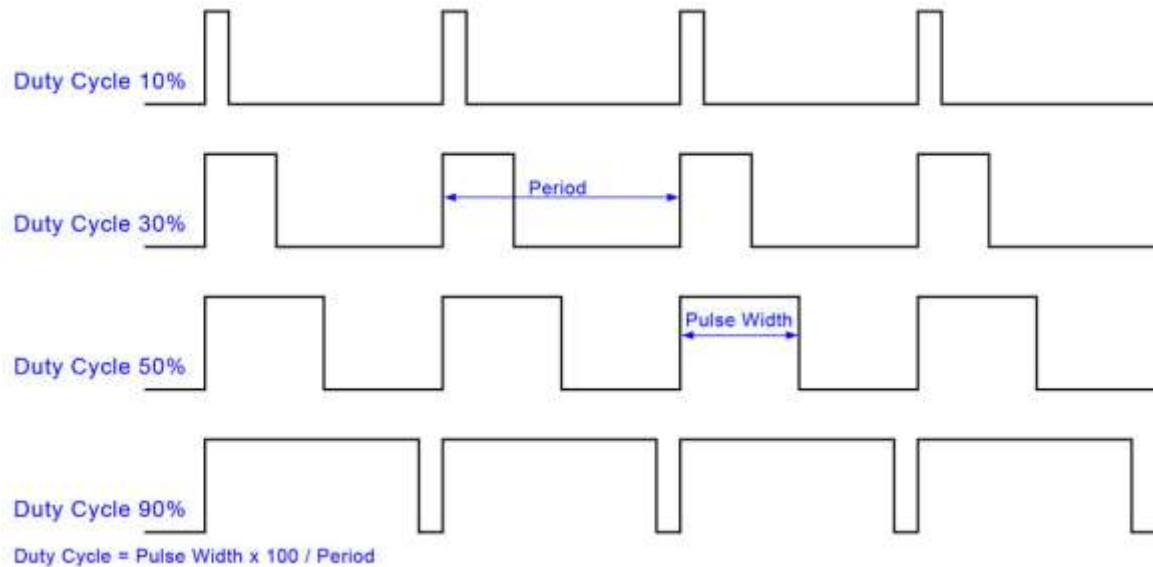 Duty Cycle 10%
Period
Duty Cycle 30%
Pulse Width
Duty Cycle 50%
Duty Cycle 90%
Duty Cycle = Pulse Width x 100 / Period